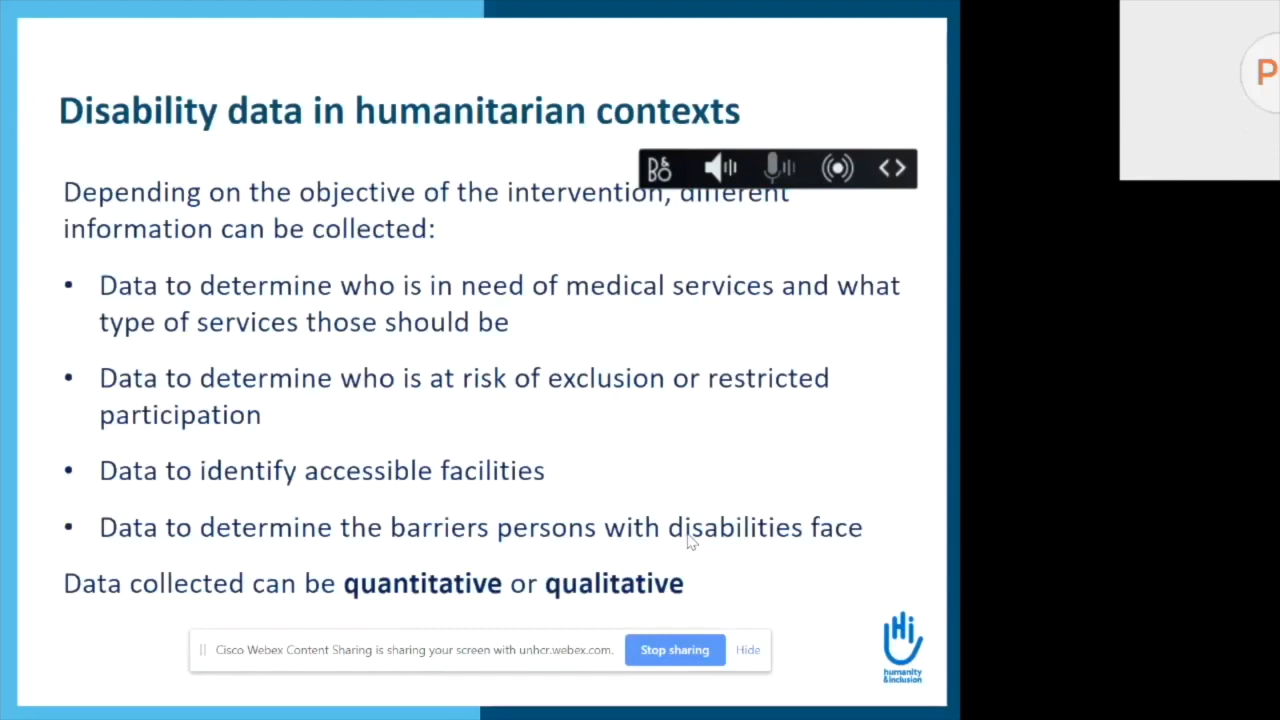 Disability data in humanitarian contexts
Depending on the objective of the intervention, different
information can be collected:
• Data to determine who is in need of medical services and what
type of services those should be
• Data to determine who is at risk of exclusion or restricted
participation
• Data to identify accessible facilities
• Data to determine the barriers persons with disabilities face
Data collected can be quantitative or qualitative
Cisco Webex Content Sharing is sharing your screen with unhcr.webex.com.
Stop sharing
Hide
Hi
humanity
&inclusion
B&O
P